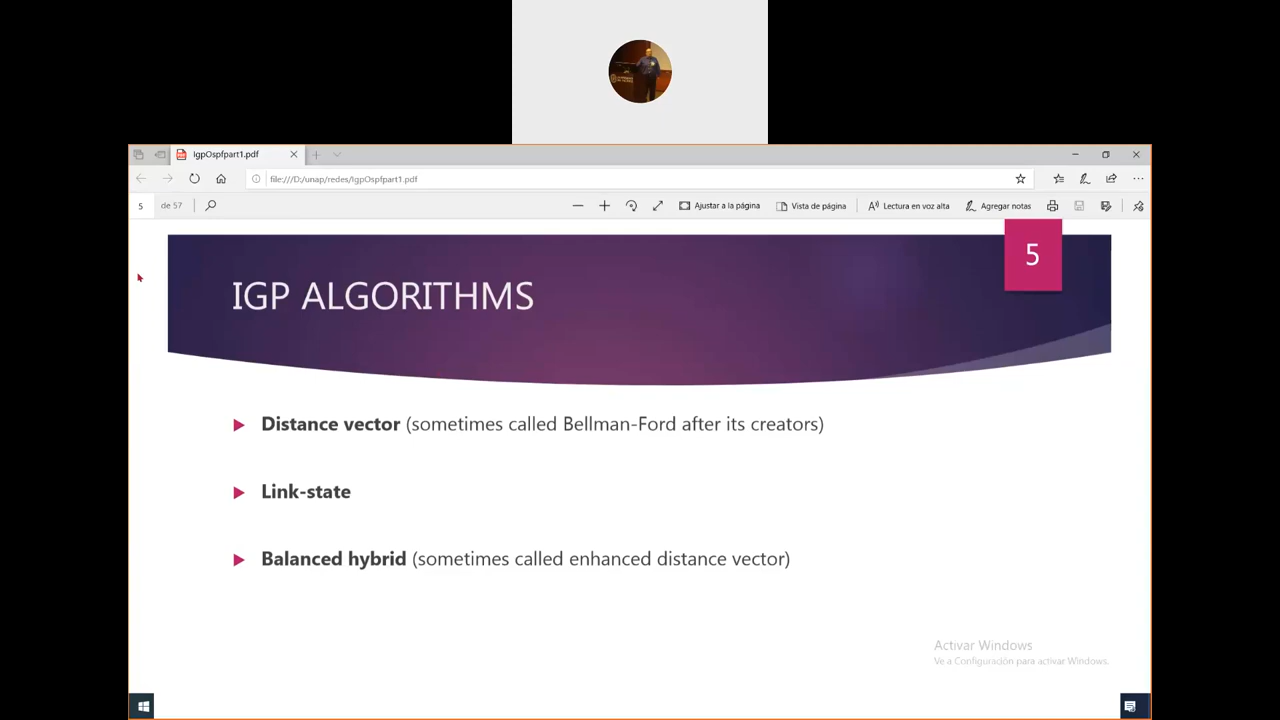 IgpOspfpart1.pdf
file:///D:/unap/redes/IgpOspfpart1.pdf
5 de 57
Ajustar a la página
Vista de página
Lectura en voz alta
Agregar notas
5
IGP ALGORITHMS
Distance vector (sometimes called Bellman-Ford after its creators)
Link-state
Balanced hybrid (sometimes called enhanced distance vector)
Activar Windows
Ve a Configuración para activar Windows.